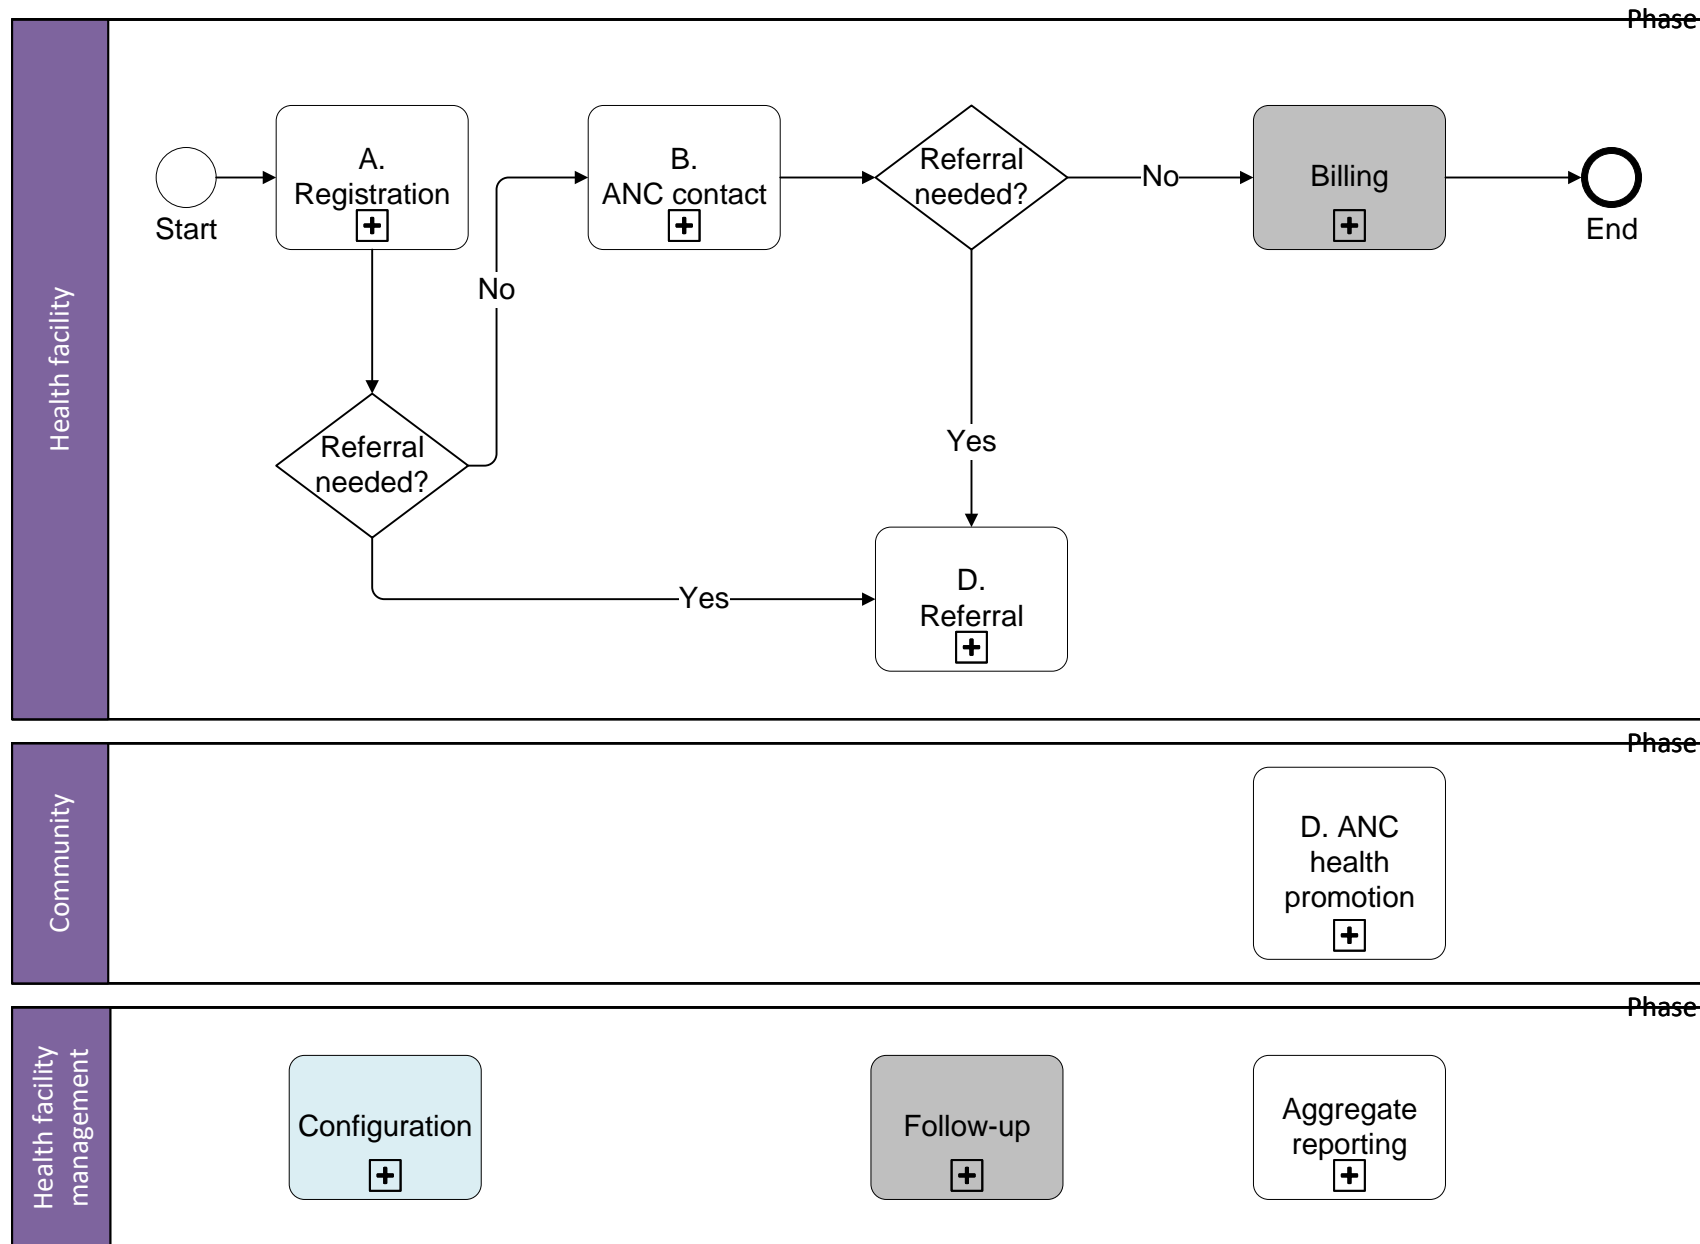 Phase
Health facility
Start
A.
Registration
No
Referral
needed?
Yes
B.
ANC contact
Referral
needed?
No
Yes
D.
Referral
Billing
End
Phase
Community
D. ANC
health
promotion
Phase
Health facility
management
Configuration
Follow-up
Aggregate
reporting